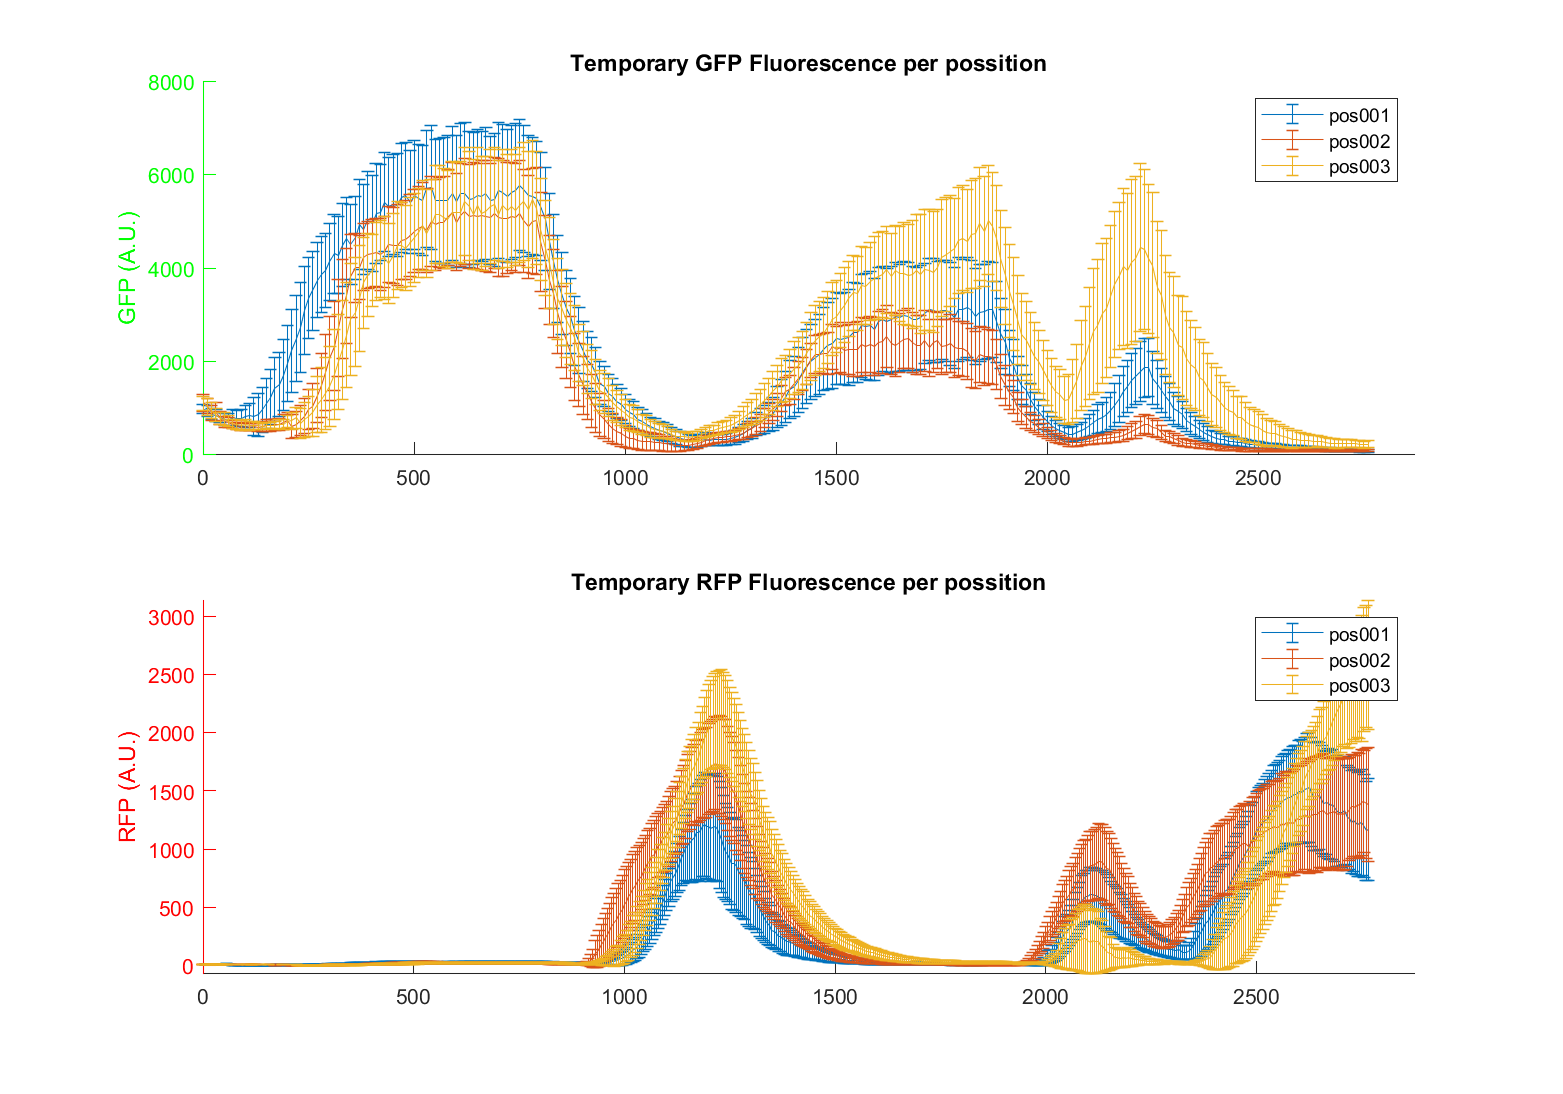 Temporary GFP Fluorescence per possition
GFP (A.U.)
8000
6000
4000
2000
0
0 500 1000 1500 2000 2500
pos001
pos002
pos003
Temporary RFP Fluorescence per possition
RFP (A.U.)
3000
2500
2000
1500
1000
500
0
0 500 1000 1500 2000 2500
pos001
pos002
pos003